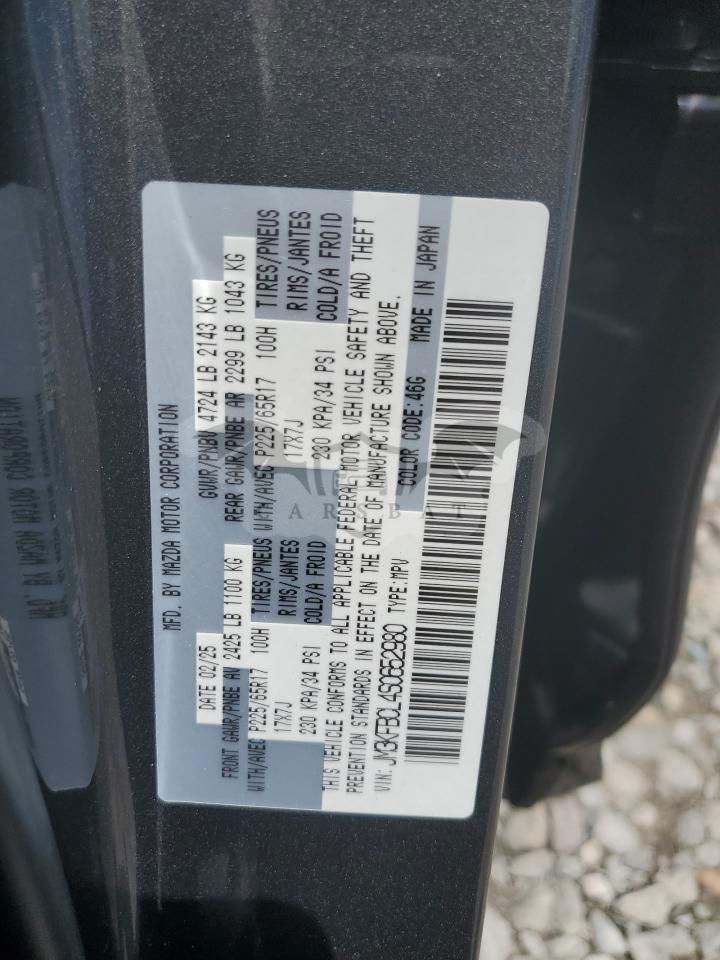 MFD. BY MAZDA MOTOR CORPORATION
DATE 02/25 GVWR/PNBV 4724 LB 2143 KG
FRONT GAWR/PNBE AV 2425 LB 1100 KG REAR GAWR/PNBE AR 2299 LB 1043 KG
WITH/AVEC P225/65R17 100H TIRES/PNEUS WITH/AVEC P225/65R17 100H TIRES/PNEUS
17X7J RIMS/JANTES 17X7J RIMS/JANTES
230 KPA/34 PSI COLD/A FROID 230 KPA/34 PSI COLD/A FROID
THIS VEHICLE CONFORMS TO ALL APPLICABLE FEDERAL MOTOR VEHICLE SAFETY AND THEFT
PREVENTION STANDARDS IN EFFECT ON THE DATE OF MANUFACTURE SHOWN ABOVE.
VIN: JM3KFBCL4S0652980 TYPE:MPV COLOR CODE:46G MADE IN JAPAN
ARSBAT